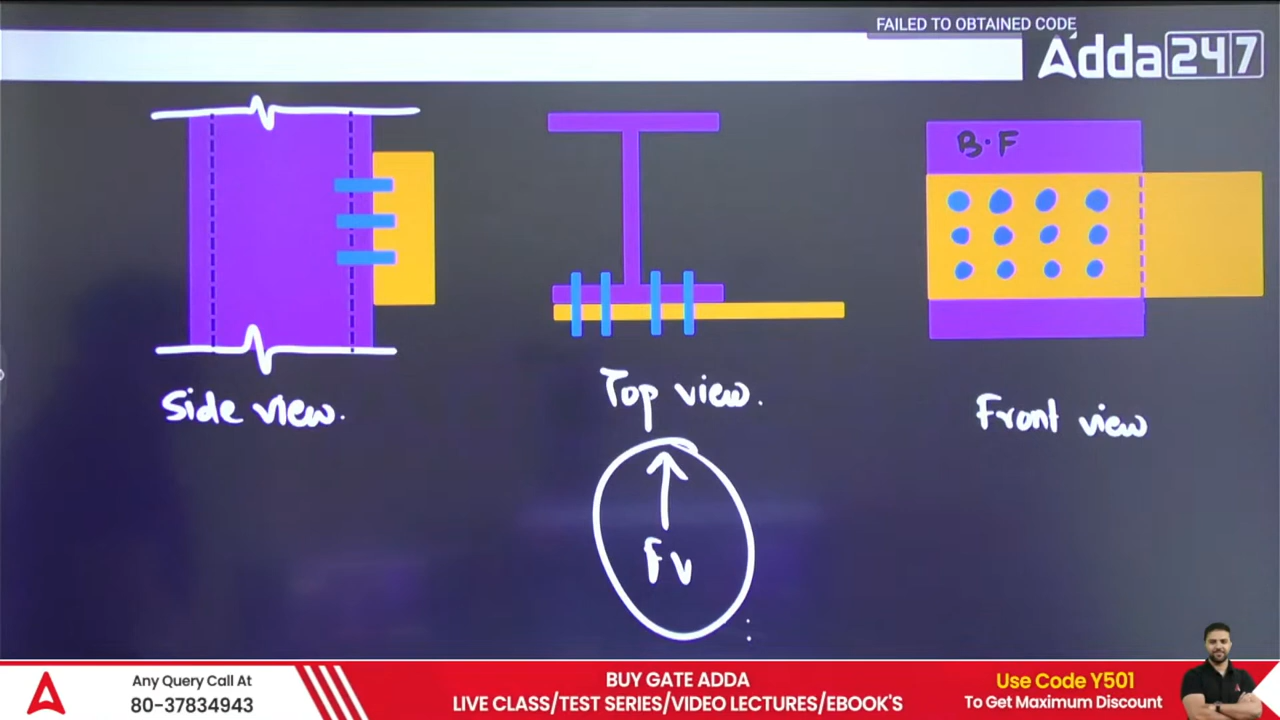 FAILED TO OBTAINED CODE
Adda247
B.F
Side view.
Top view.
Front view
Fv
Any Query Call At
80-37834943
BUY GATE ADDA
LIVE CLASS/TEST SERIES/VIDEO LECTURES/EBOOK'S
Use Code Y501
To Get Maximum Discount